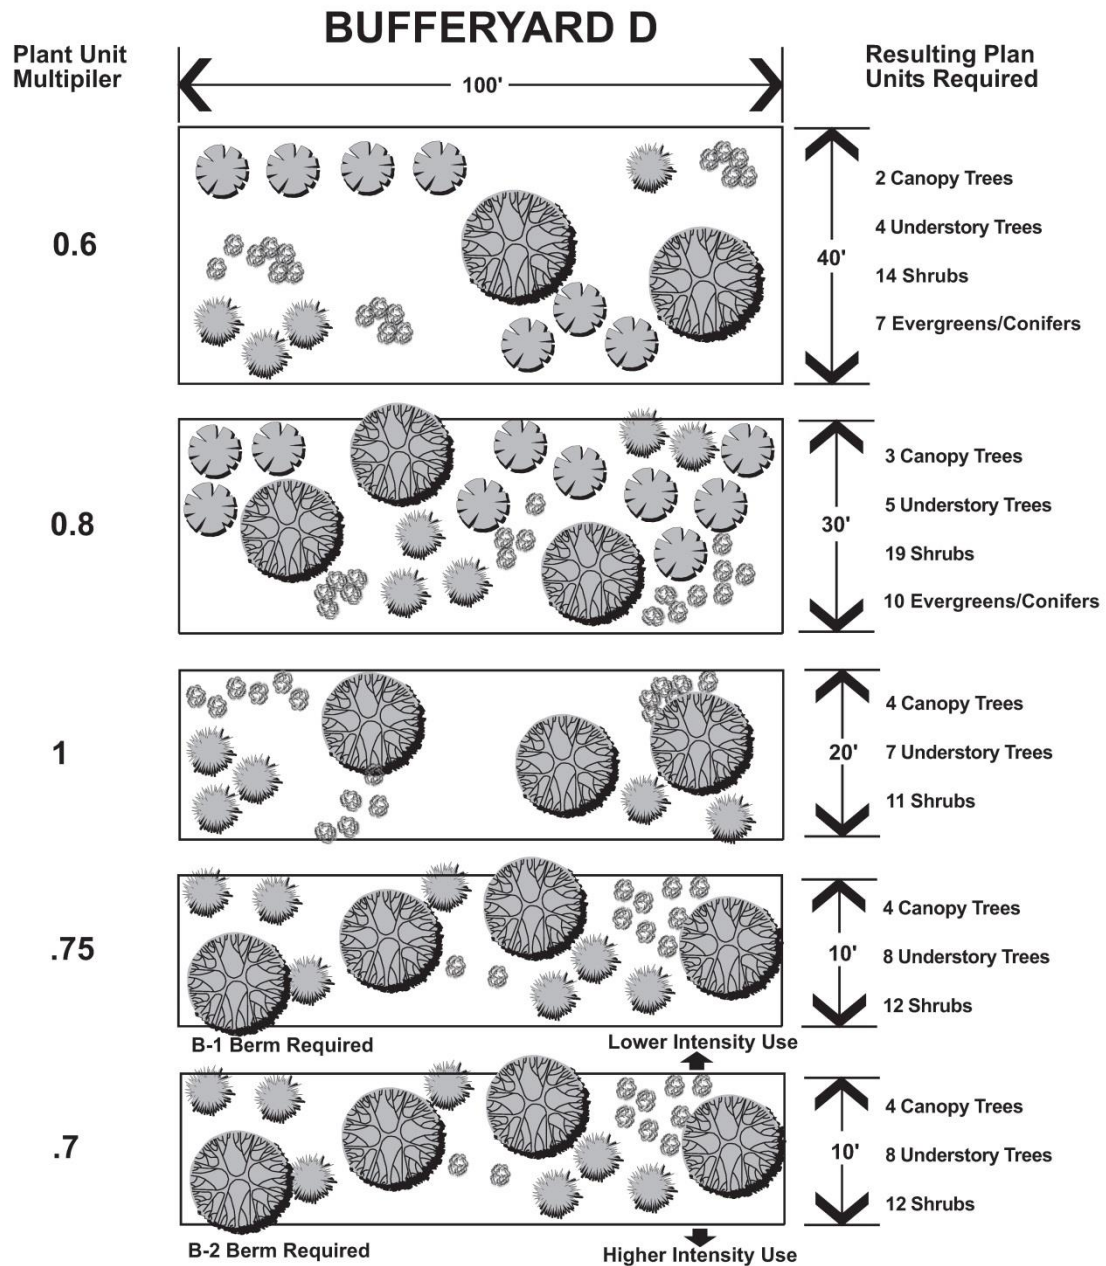 BUFFERYARD D
Plant Unit
Multipiler
100'
Resulting Plan
Units Required
0.6
40'
2 Canopy Trees
4 Understory Trees
14 Shrubs
7 Evergreens/Conifers
0.8
30'
3 Canopy Trees
5 Understory Trees
19 Shrubs
10 Evergreens/Conifers
1
20'
4 Canopy Trees
7 Understory Trees
11 Shrubs
.75
10'
4 Canopy Trees
8 Understory Trees
12 Shrubs
B-1 Berm Required
Lower Intensity Use
.7
10'
4 Canopy Trees
8 Understory Trees
12 Shrubs
B-2 Berm Required
Higher Intensity Use